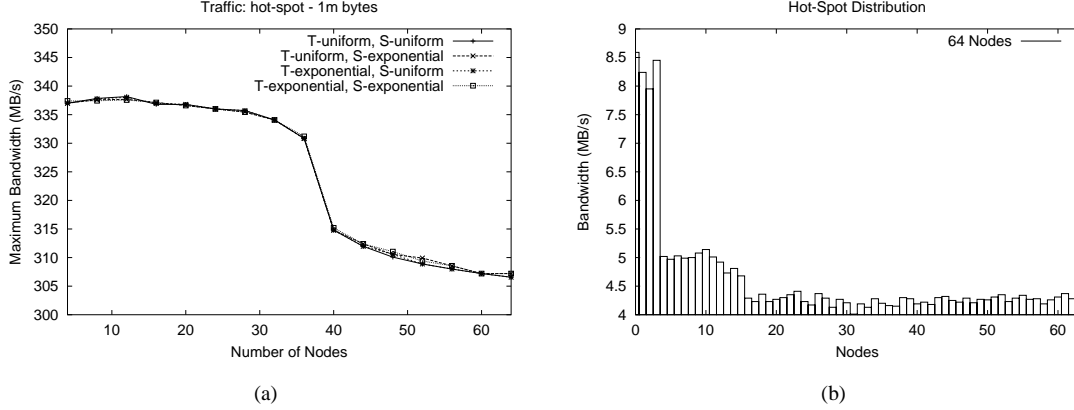 Traffic: hot-spot - 1m bytes
T-uniform, S-uniform
T-uniform, S-exponential
T-exponential, S-uniform
T-exponential, S-exponential
Maximum Bandwidth (MB/s)
350
345
340
335
330
325
320
315
310
305
300
10 20 30 40 50 60
Number of Nodes
(a)
Hot-Spot Distribution
64 Nodes
Bandwidth (MB/s)
9
8.5
8
7.5
7
6.5
6
5.5
5
4.5
4
0 10 20 30 40 50 60
Nodes
(b)